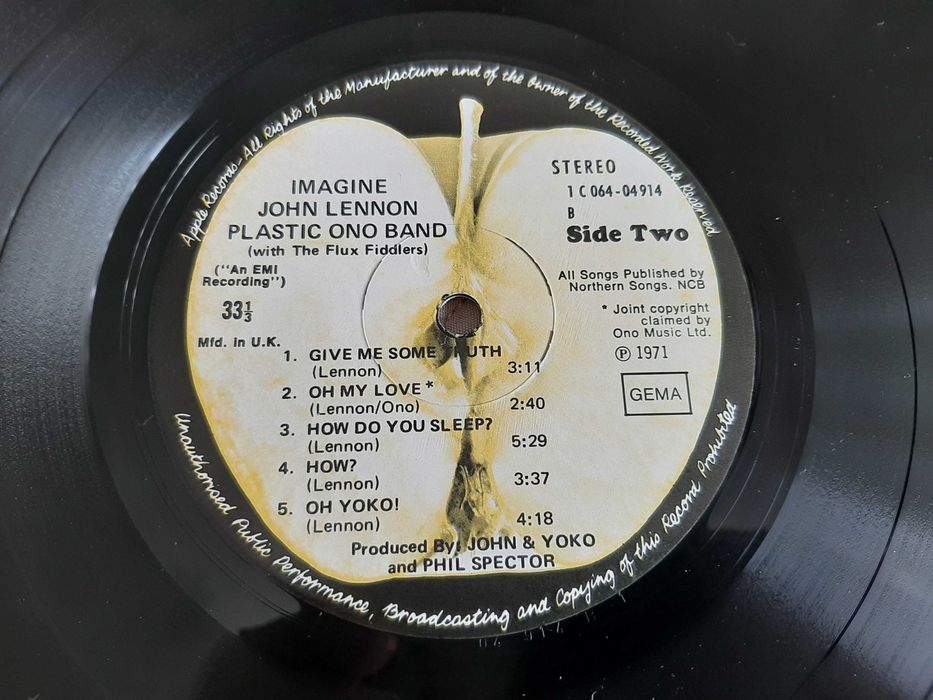 Apple Records-All Rights of the Manufacturer and of the Owner of the Recorded Work Reserved
IMAGINE
JOHN LENNON
PLASTIC ONO BAND
(with The Flux Fiddlers)
("An EMI
Recording")
33⅓
Mfd. in U.K.
STEREO
1 C 064-04914
B
Side Two
All Songs Published by
Northern Songs. NCB
* Joint copyright
claimed by
Ono Music Ltd.
Ⓟ 1971
GEMA
1. GIVE ME SOME TRUTH
(Lennon) 3:11
2. OH MY LOVE *
(Lennon/Ono) 2:40
3. HOW DO YOU SLEEP?
(Lennon) 5:29
4. HOW?
(Lennon) 3:37
5. OH YOKO!
(Lennon) 4:18
Produced By: JOHN & YOKO
and PHIL SPECTOR
Unauthorised Public Performance, Broadcasting and Copying of this Record Prohibited